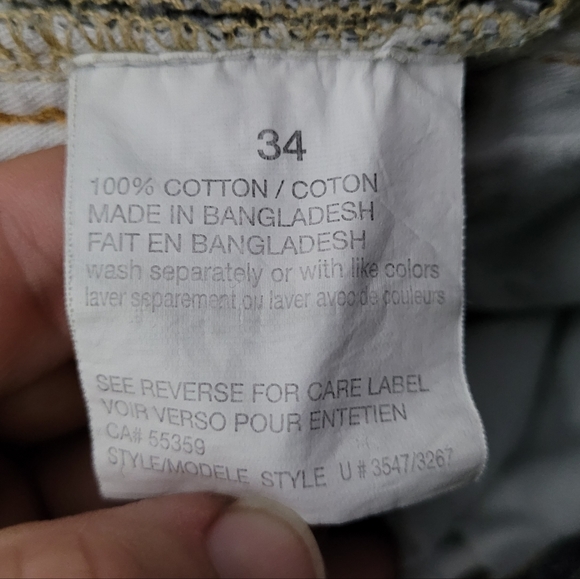 34
100% COTTON / COTON
MADE IN BANGLADESH
FAIT EN BANGLADESH
wash separately or with like colors
laver separement ou laver avec de couleurs
SEE REVERSE FOR CARE LABEL
VOIR VERSO POUR ENTETIEN
CA# 55359
STYLE/MODELE STYLE U # 3547/3267